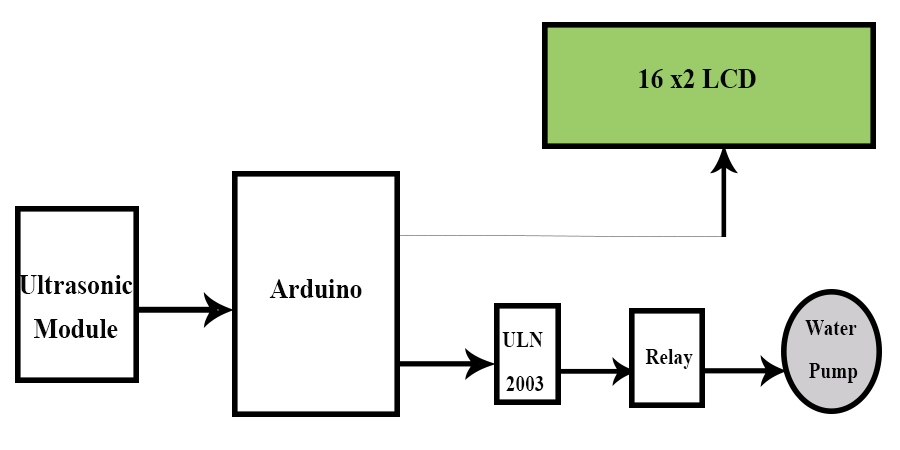 16 x2 LCD
Ultrasonic
Module
Arduino
ULN
2003
Relay
Water
Pump